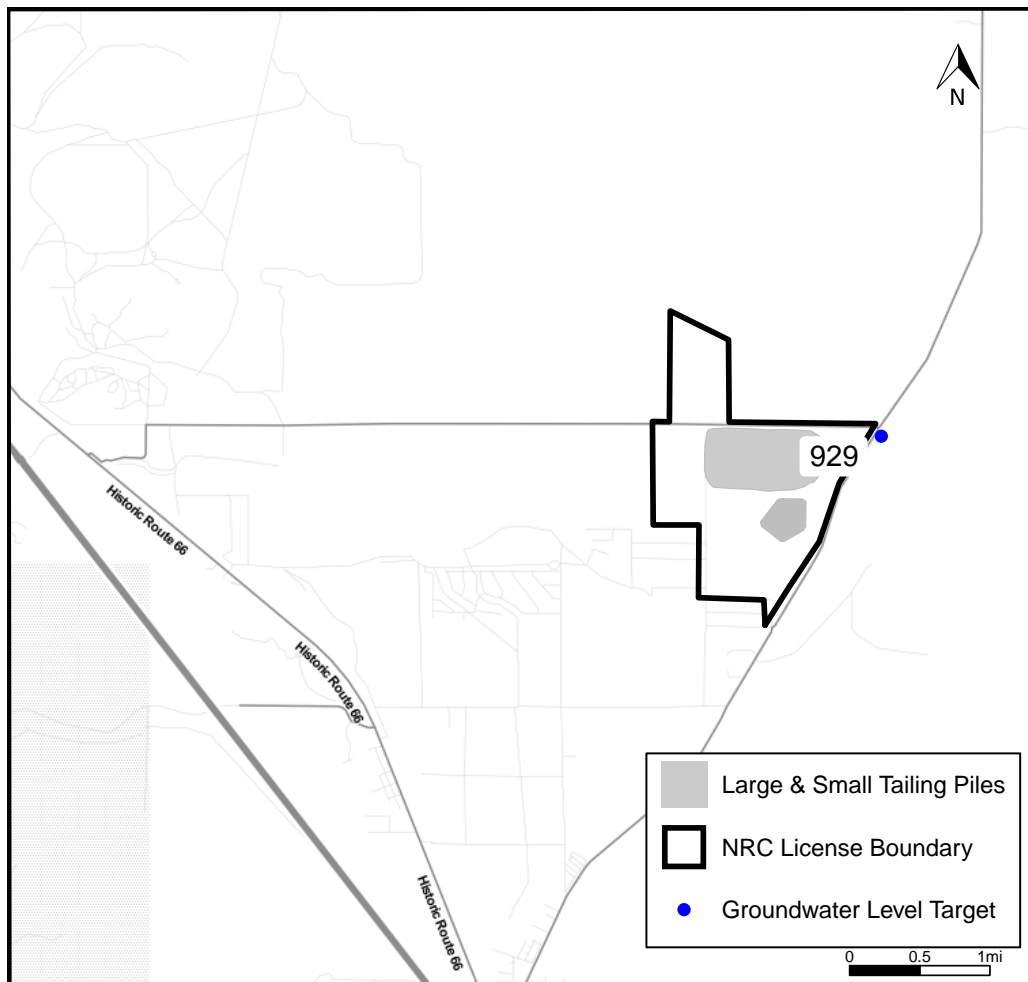 N
929
Historic Route 66
Historic Route 66
Historic Route 66
Large & Small Tailing Piles
NRC License Boundary
Groundwater Level Target
0 0.5 1mi